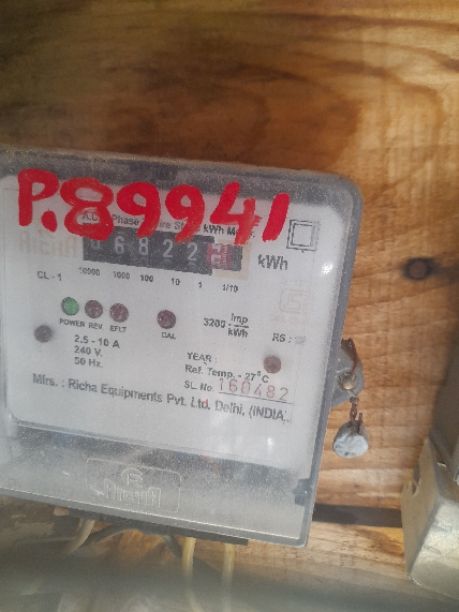 P.89941
kWh
CL - 1
10000 1000 100 10 1 1/10
POWER REV EFLT CAL
3200 imp/kWh
RS :
2.5 - 10 A
240 V.
50 Hz.
YEAR :
Ref. Temp. - 27°C
SL. No. 160482
Mfrs. : Richa Equipments Pvt. Ltd. Delhi, (INDIA)